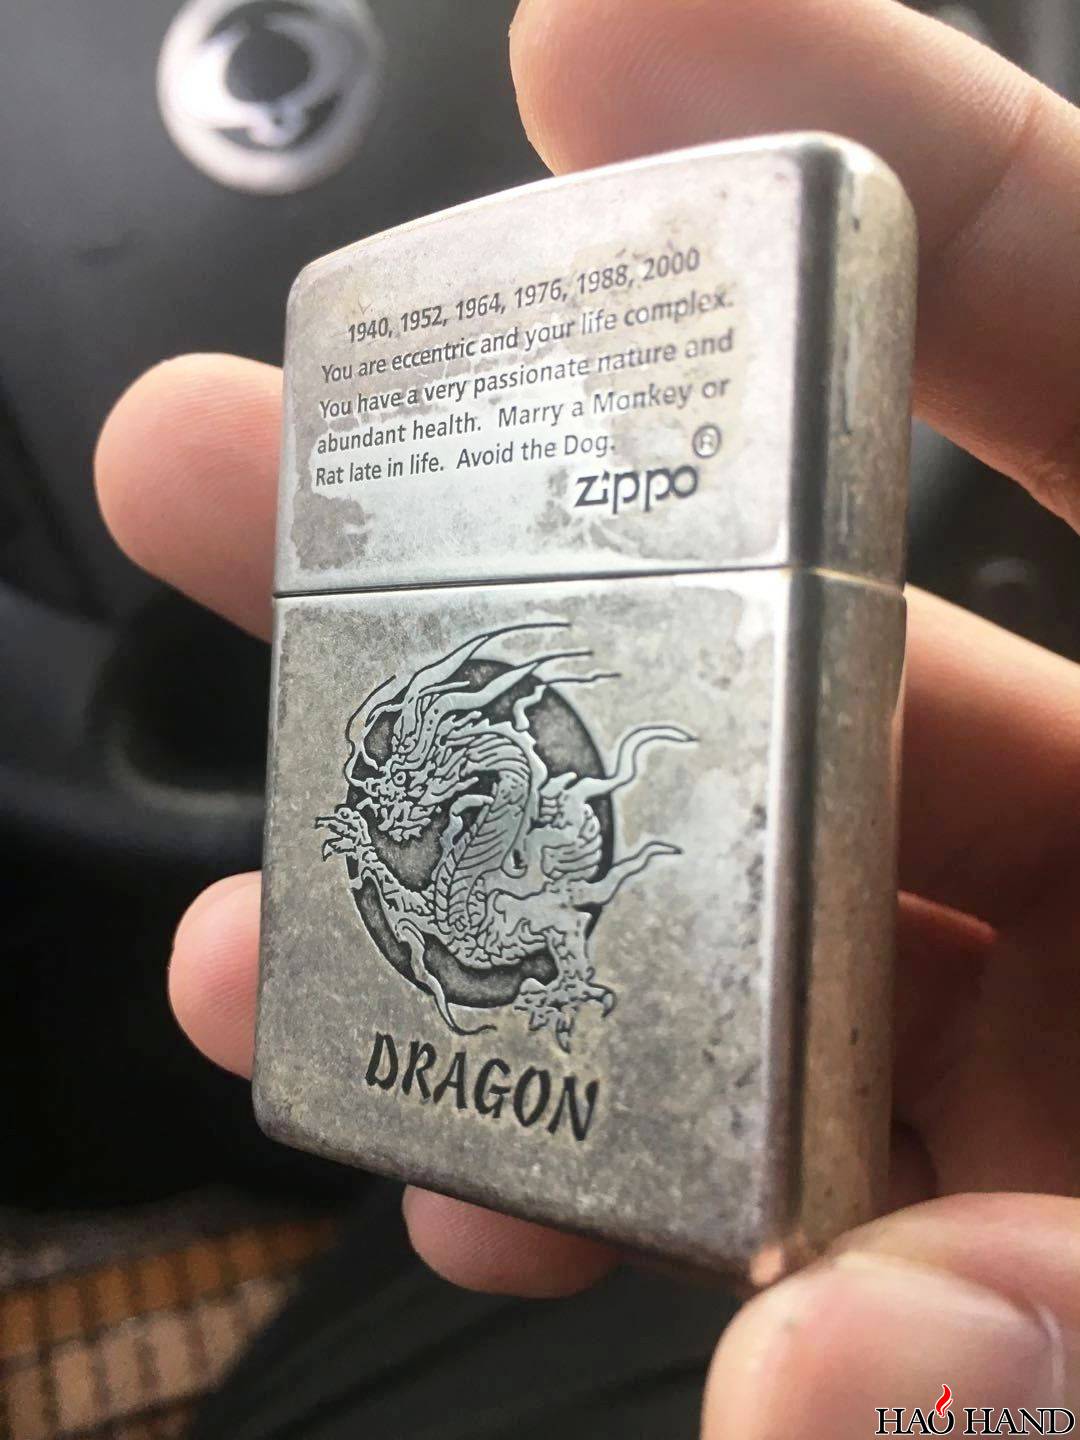 1940, 1952, 1964, 1976, 1988, 2000
You are eccentric and your life complex.
You have a very passionate nature and
abundant health. Marry a Monkey or
Rat late in life. Avoid the Dog.
zippo®
DRAGON
HAO HAND